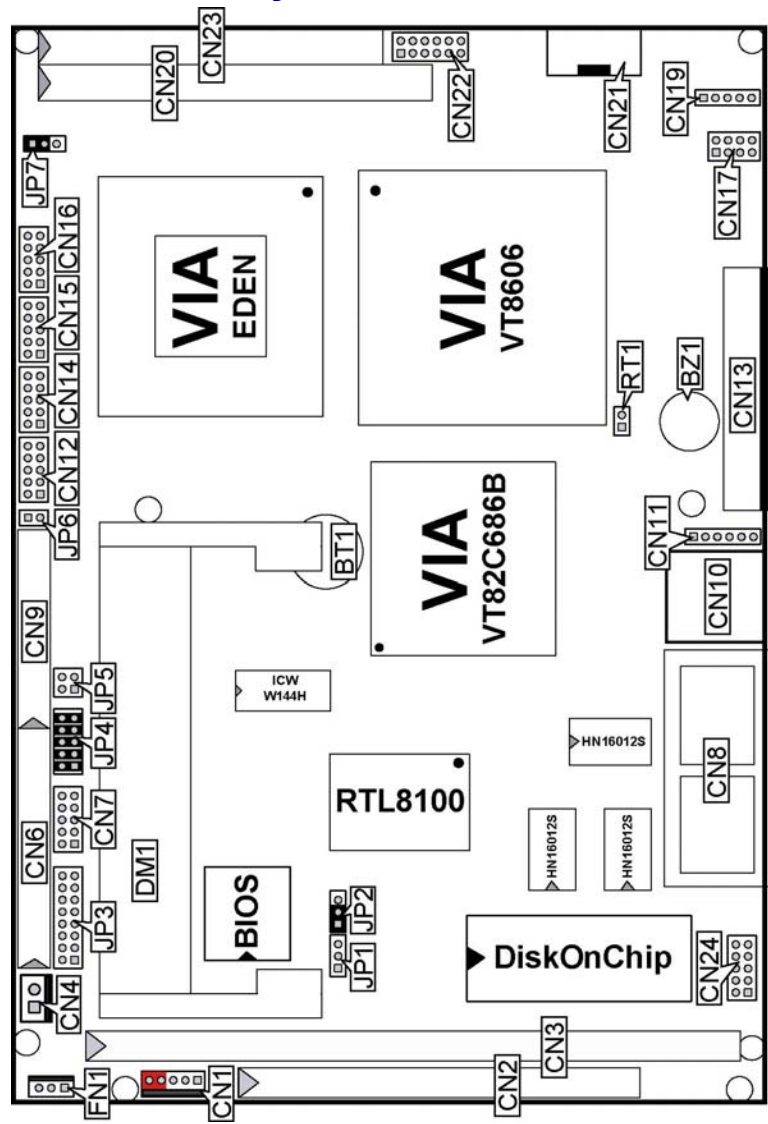 CN23
CN20
CN22
CN21
CN19
CN17
JP7
CN16
CN15
CN14
CN12
JP6
VIA
EDEN
VIA
VT8606
RT1
BZ1
CN13
CN11
CN10
BT1
VIA
VT82C686B
CN9
JP5
JP4
CN7
CN6
JP3
ICW
W144H
HN16012S
CN8
RTL8100
HN16012S
HN16012S
DM1
BIOS
JP2
JP1
DiskOnChip
CN24
CN4
CN3
CN2
FN1
CN1